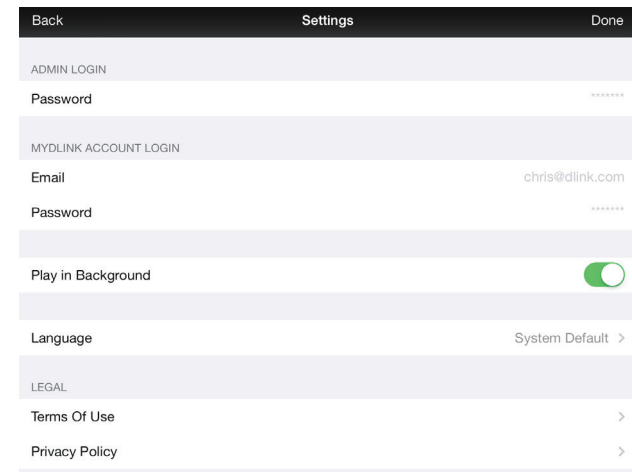 Back Settings Done
ADMIN LOGIN
Password *******
MYDLINK ACCOUNT LOGIN
Email chris@dlink.com
Password *******
Play in Background
Language System Default >
LEGAL
Terms Of Use >
Privacy Policy >